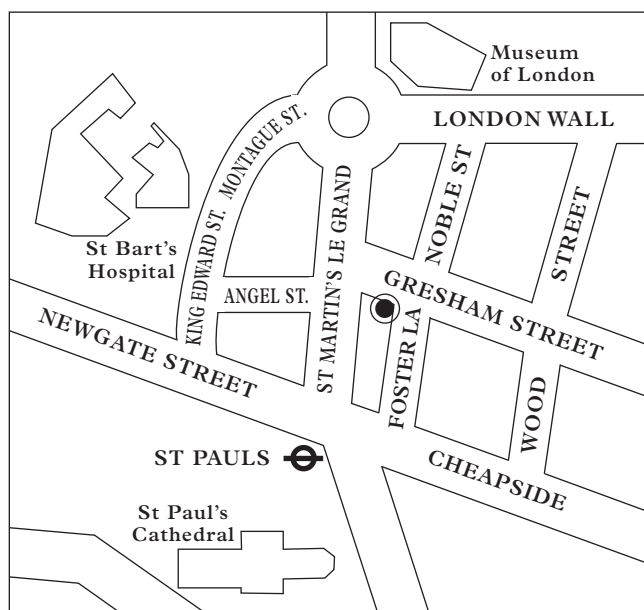 Museum
of London
LONDON WALL
MONTAGUE ST.
KING EDWARD ST.
NOBLE ST
STREET
ST MARTIN'S LE GRAND
St Bart's
Hospital
ANGEL ST.
GRESHAM STREET
NEWGATE STREET
FOSTER LA
WOOD
CHEAPSIDE
ST PAULS
St Paul's
Cathedral